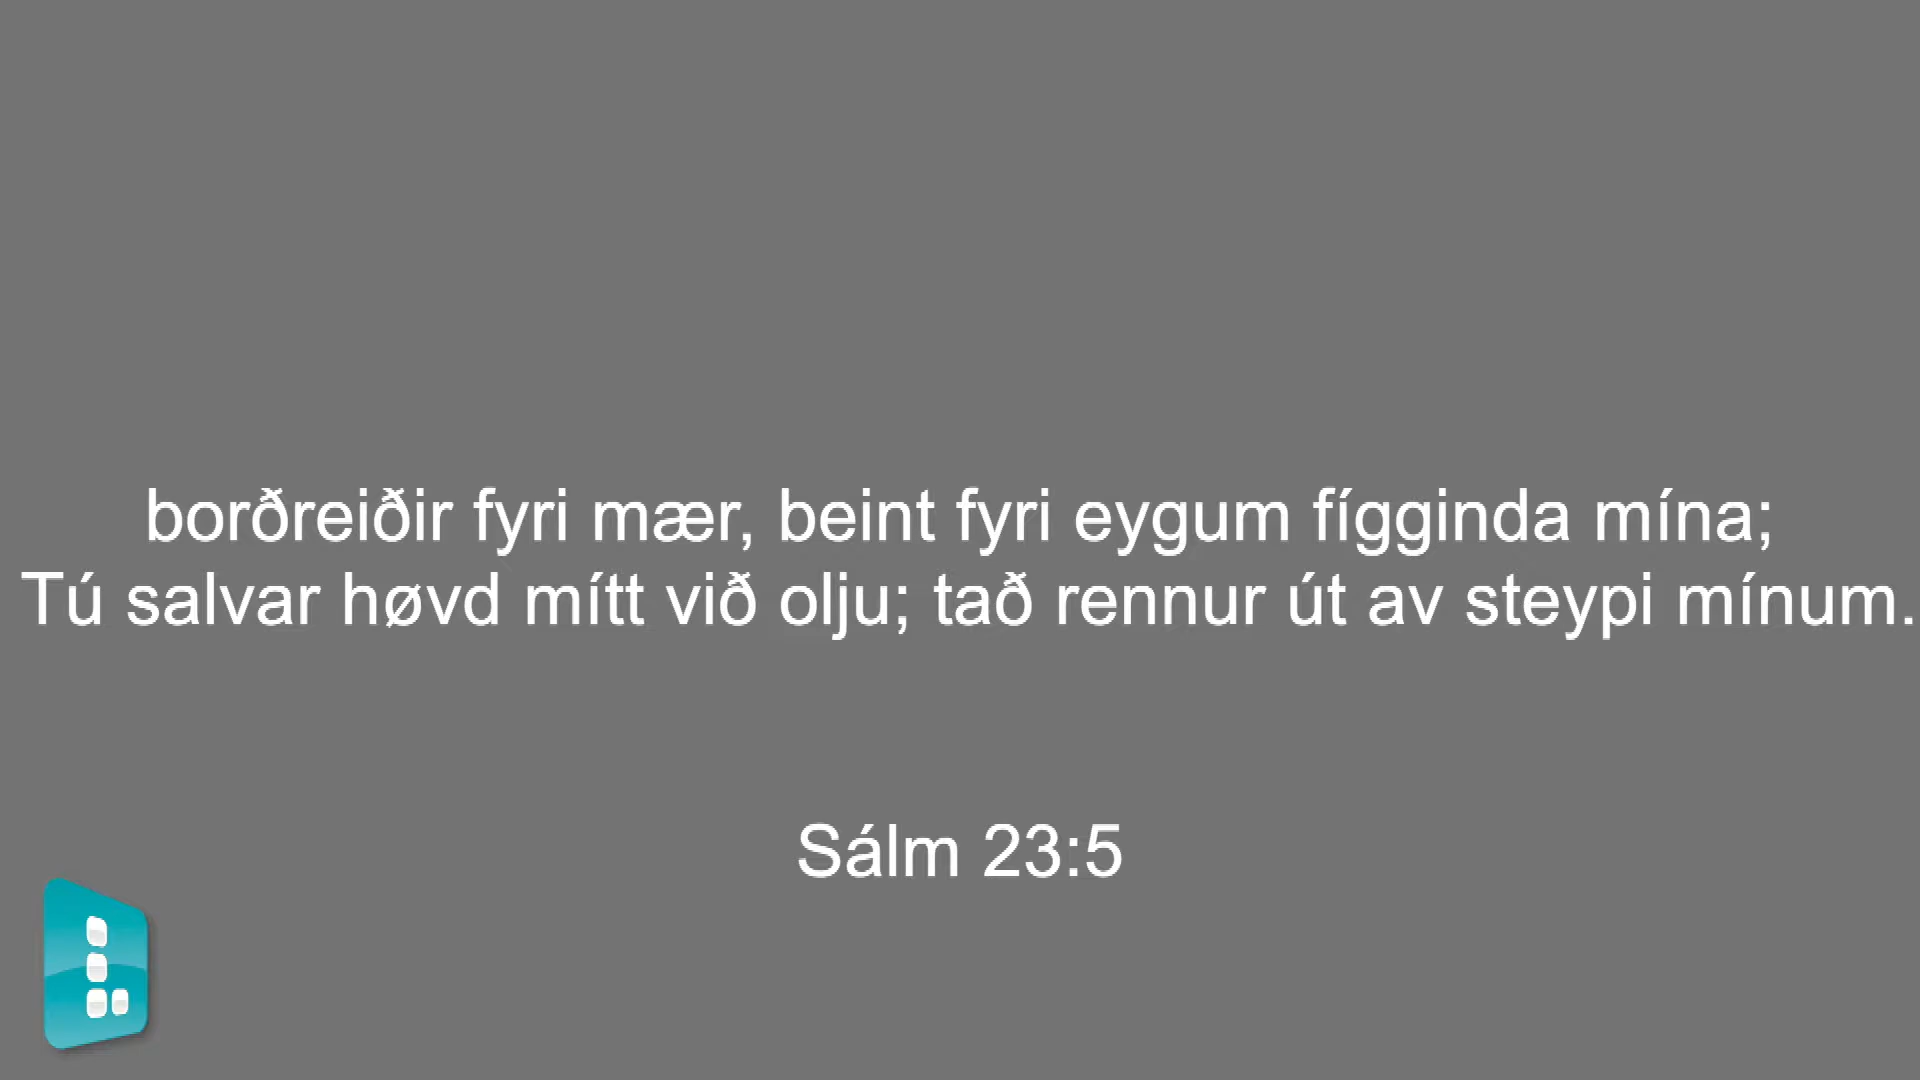 borðreiðir fyri mær, beint fyri eygum fígginda mína;
Tú salvar høvd mítt við olju; tað rennur út av steypi mínum.
Sálm 23:5